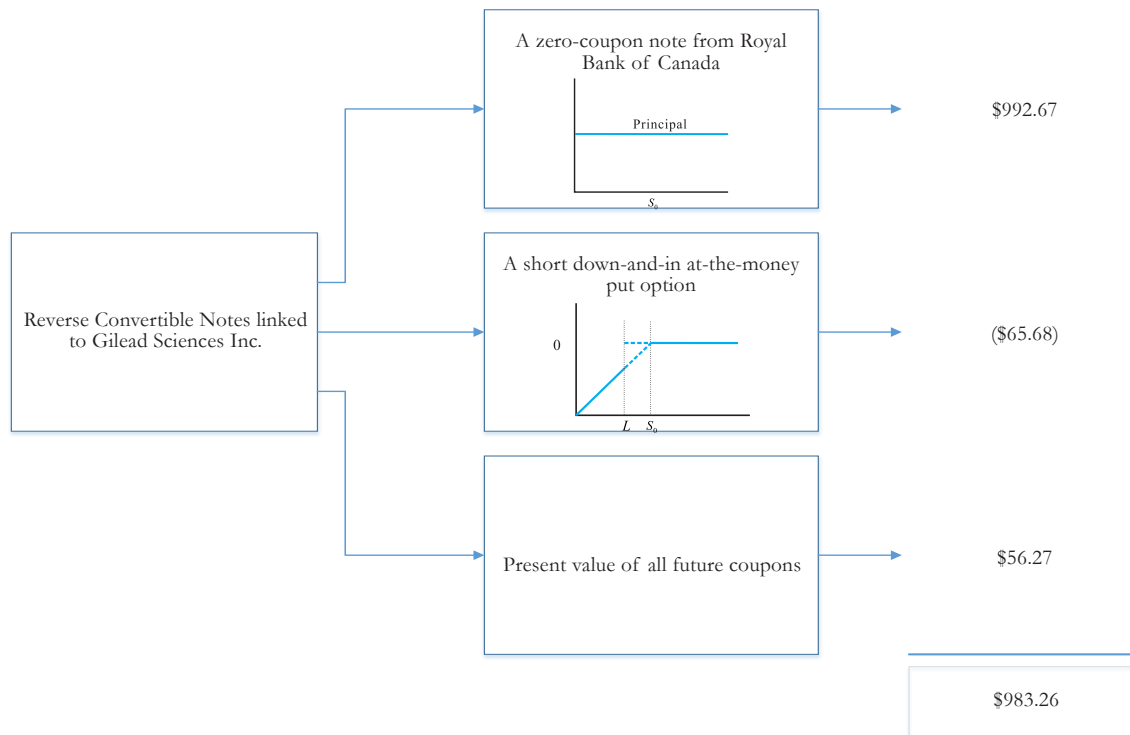 A zero-coupon note from Royal
Bank of Canada
Principal
S₀
$992.67
Reverse Convertible Notes linked
to Gilead Sciences Inc.
A short down-and-in at-the-money
put option
0
L
S₀
($65.68)
Present value of all future coupons
$56.27
$983.26